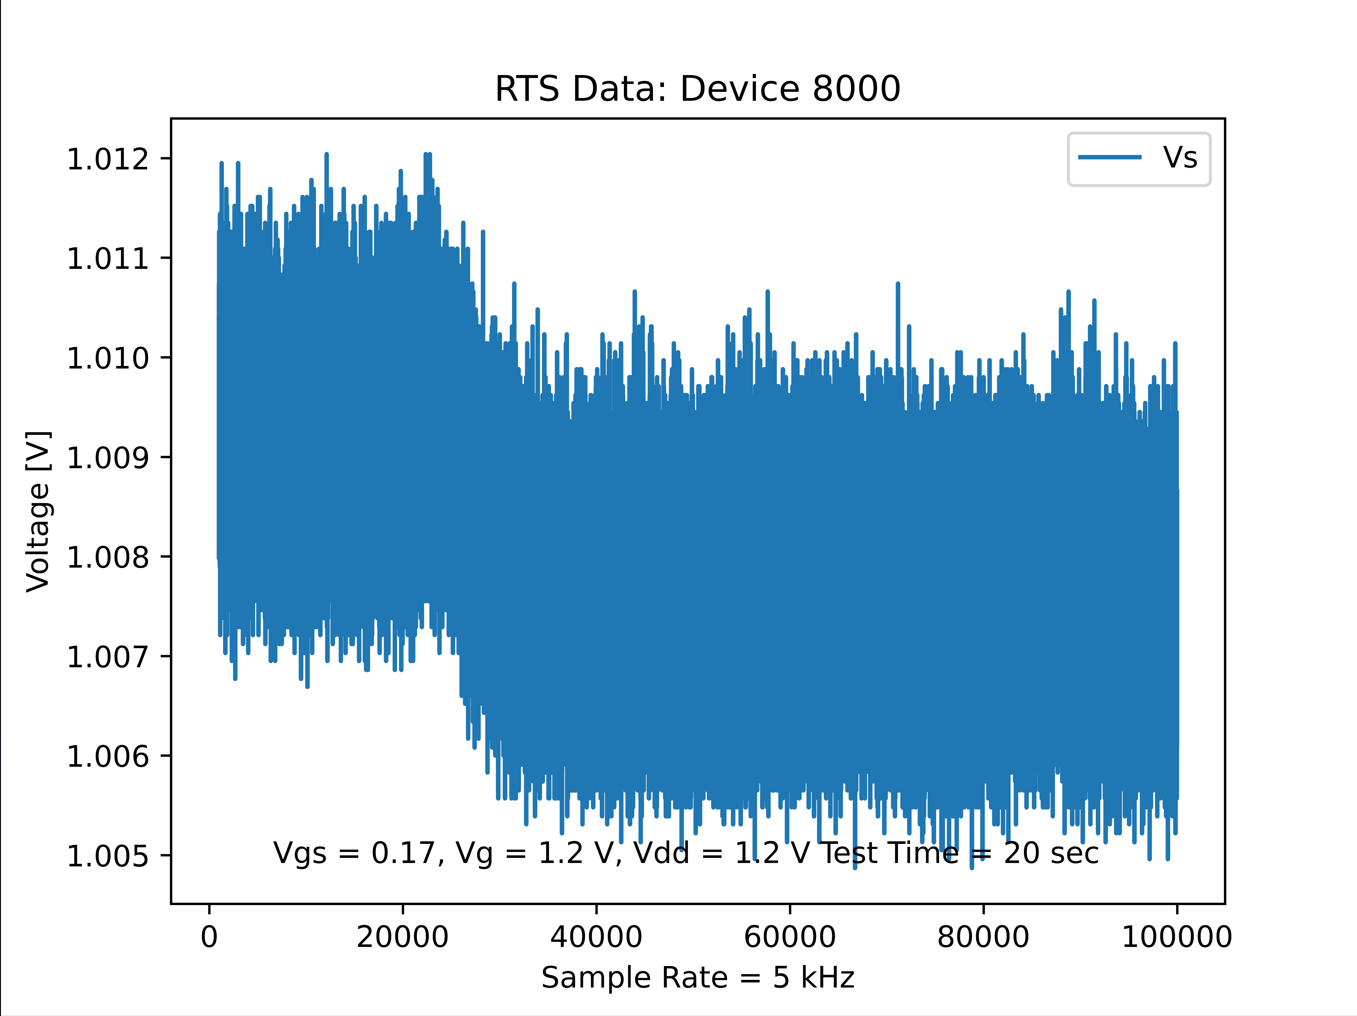 RTS Data: Device 8000
Vs
1.012
1.011
1.010
1.009
1.008
1.007
1.006
1.005
Voltage [V]
Vgs = 0.17, Vg = 1.2 V, Vdd = 1.2 V Test Time = 20 sec
0 20000 40000 60000 80000 100000
Sample Rate = 5 kHz